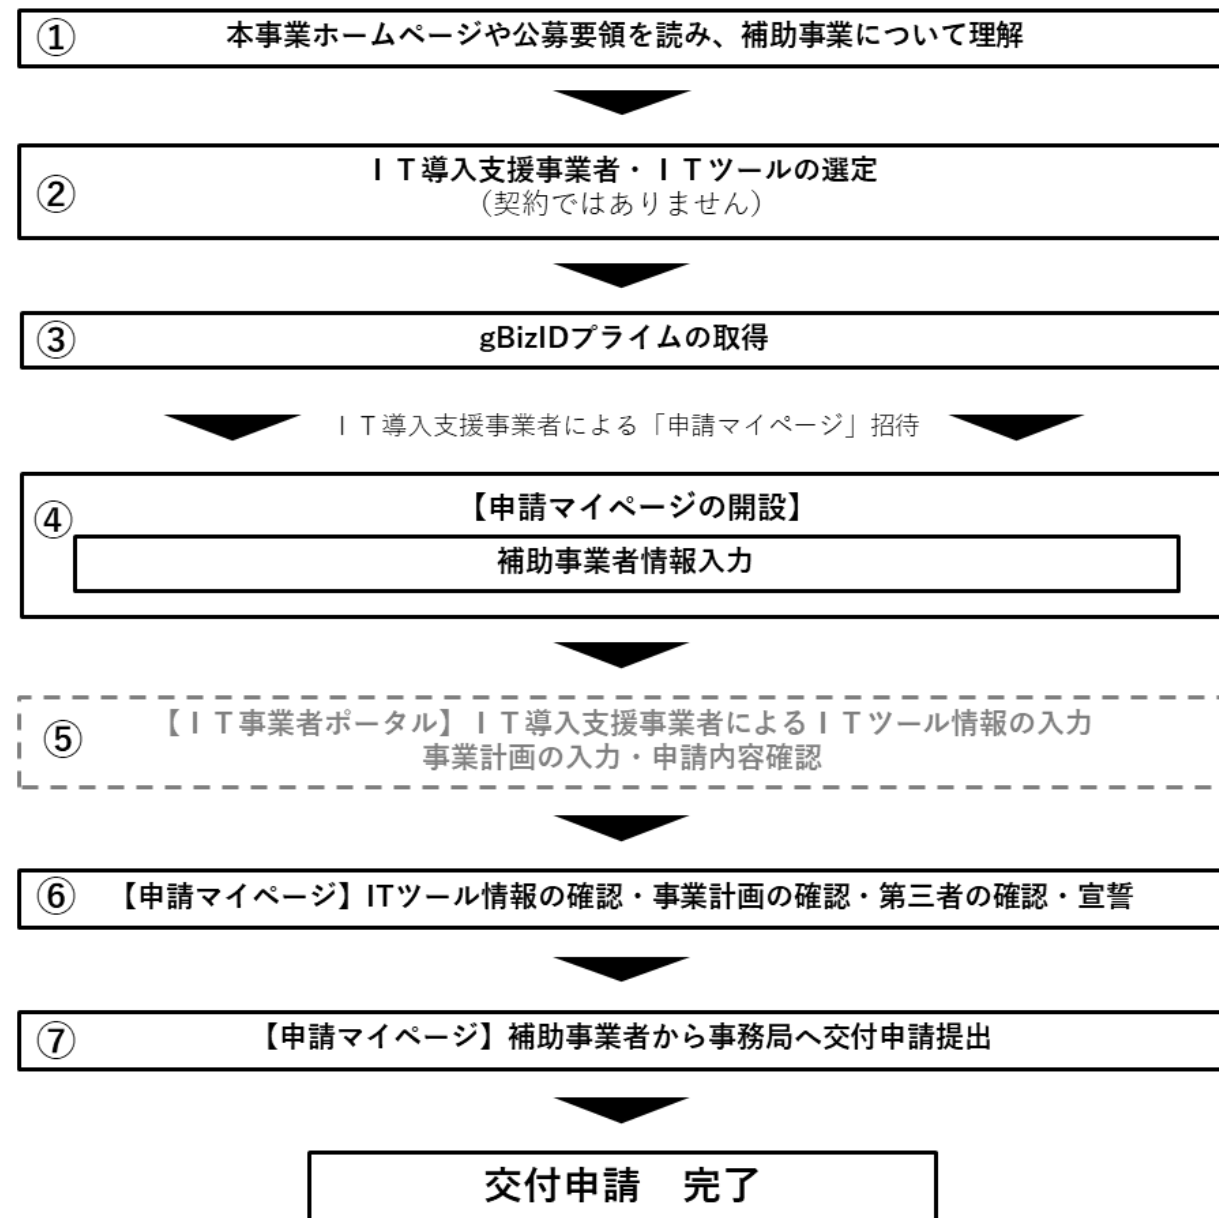 ① 本事業ホームページや公募要領を読み、補助事業について理解
② ＩＴ導入支援事業者・ＩＴツールの選定
（契約ではありません）
③ gBizIDプライムの取得
ＩＴ導入支援事業者による「申請マイページ」招待
④ 【申請マイページの開設】
補助事業者情報入力
⑤ 【ＩＴ事業者ポータル】ＩＴ導入支援事業者によるＩＴツール情報の入力
事業計画の入力・申請内容確認
⑥ 【申請マイページ】ITツール情報の確認・事業計画の確認・第三者の確認・宣誓
⑦ 【申請マイページ】補助事業者から事務局へ交付申請提出
交付申請　完了